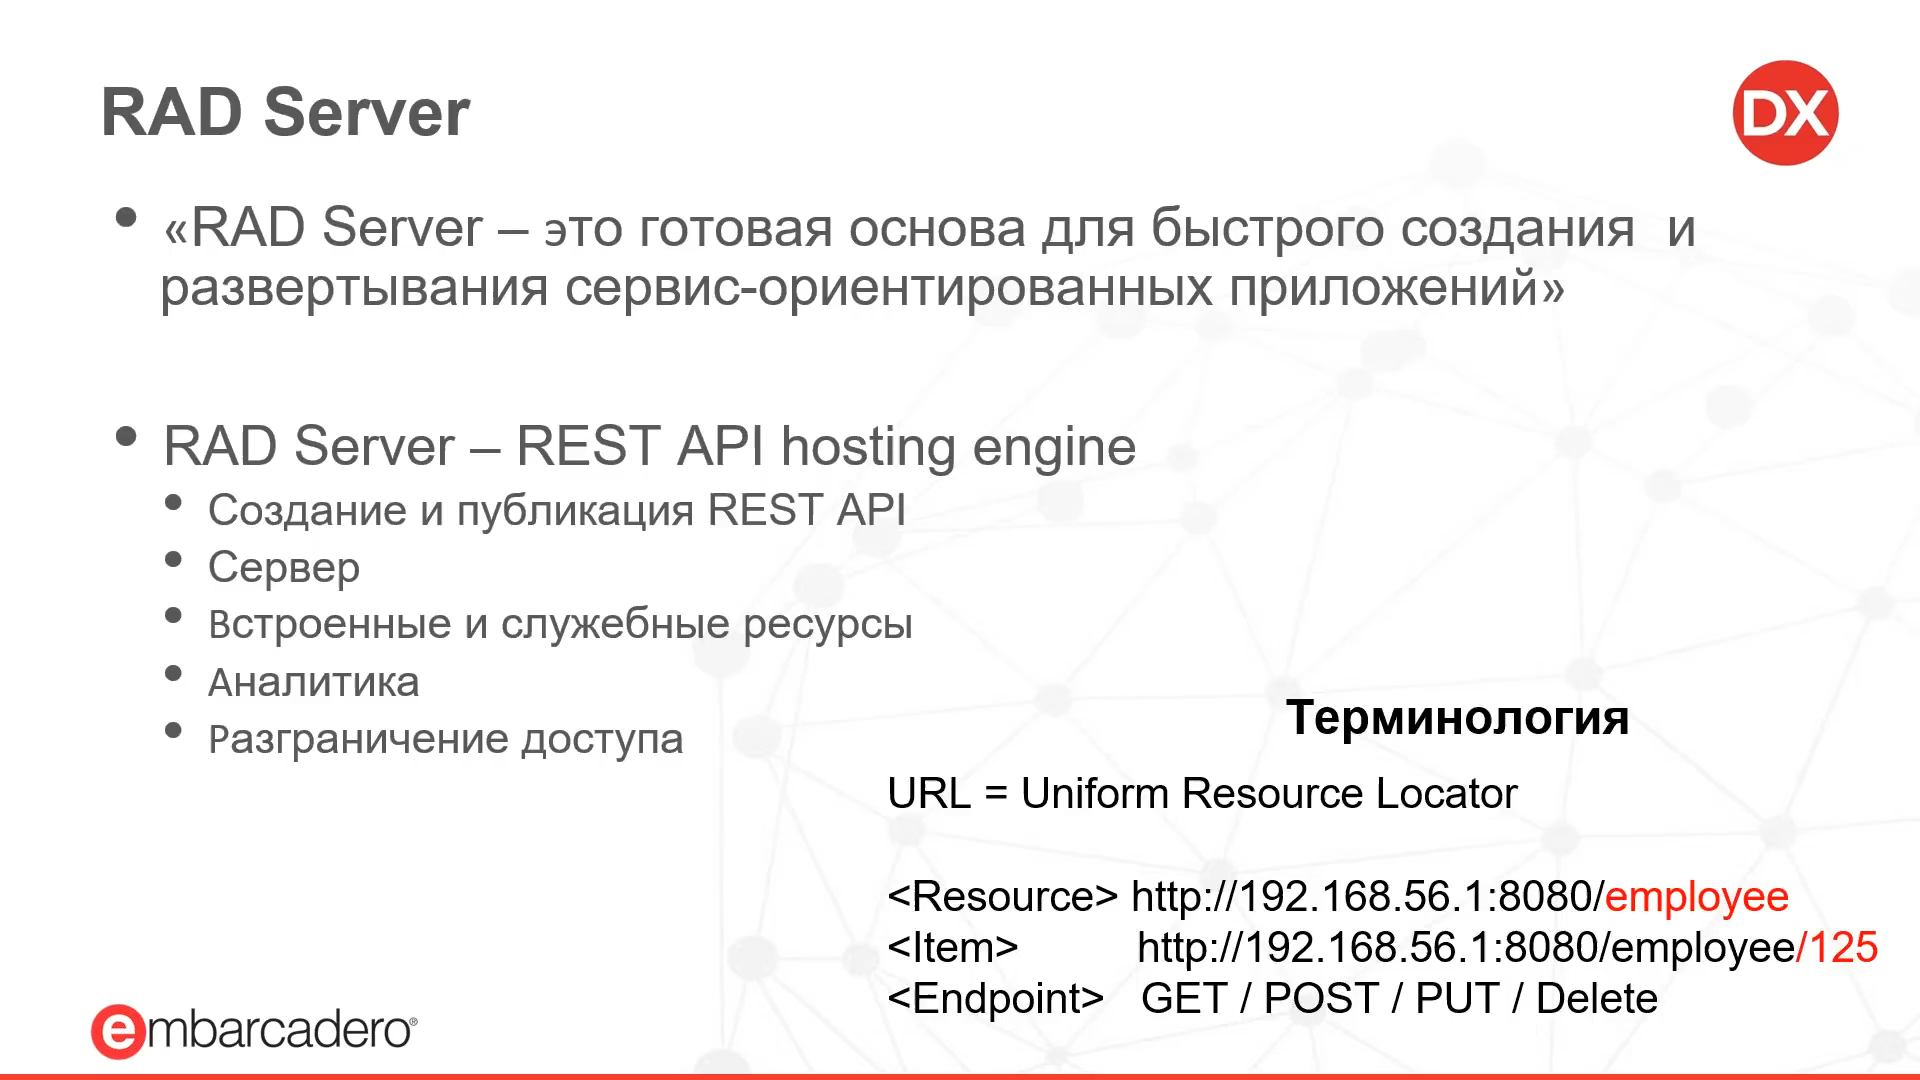 RAD Server
DX
• «RAD Server – это готовая основа для быстрого создания и
развертывания сервис-ориентированных приложений»
• RAD Server – REST API hosting engine
• Создание и публикация REST API
• Сервер
• Встроенные и служебные ресурсы
• Аналитика
• Разграничение доступа
Терминология
URL = Uniform Resource Locator
<Resource> http://192.168.56.1:8080/employee
<Item> http://192.168.56.1:8080/employee/125
<Endpoint> GET / POST / PUT / Delete
embarcadero®